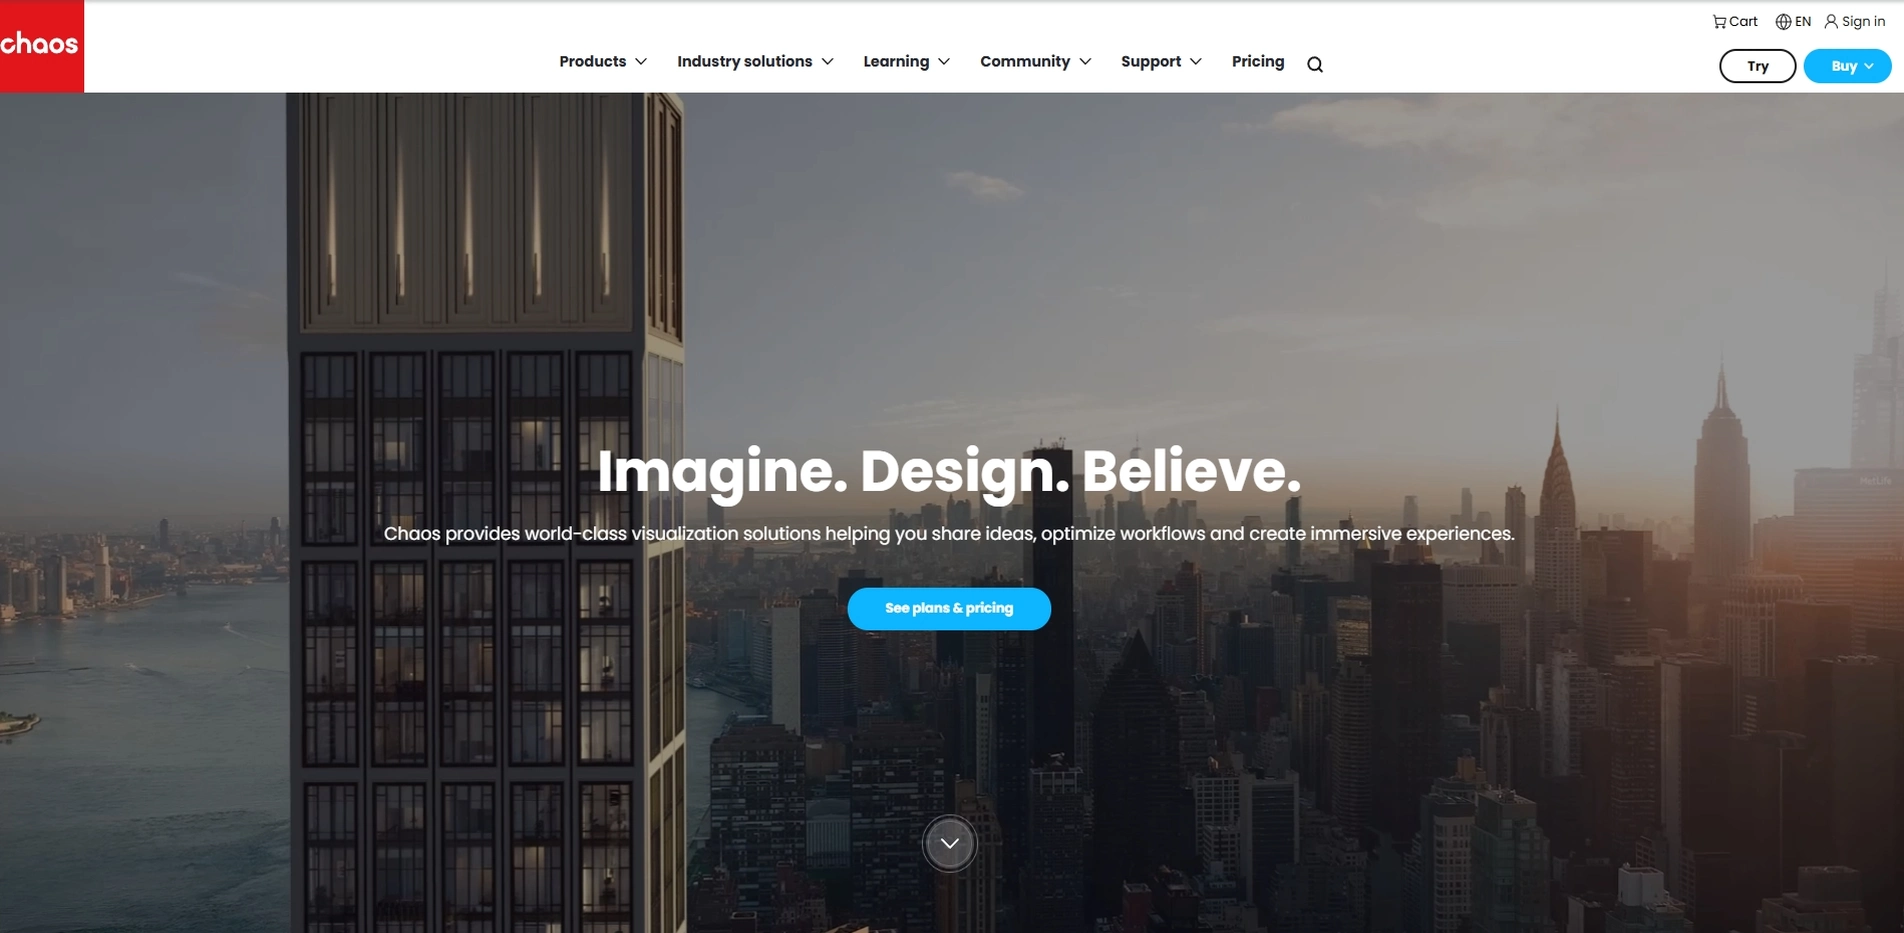 chaos
Cart EN Sign in
Products Industry solutions Learning Community Support Pricing
Try Buy
Imagine. Design. Believe.
Chaos provides world-class visualization solutions helping you share ideas, optimize workflows and create immersive experiences.
See plans & pricing
MetLife